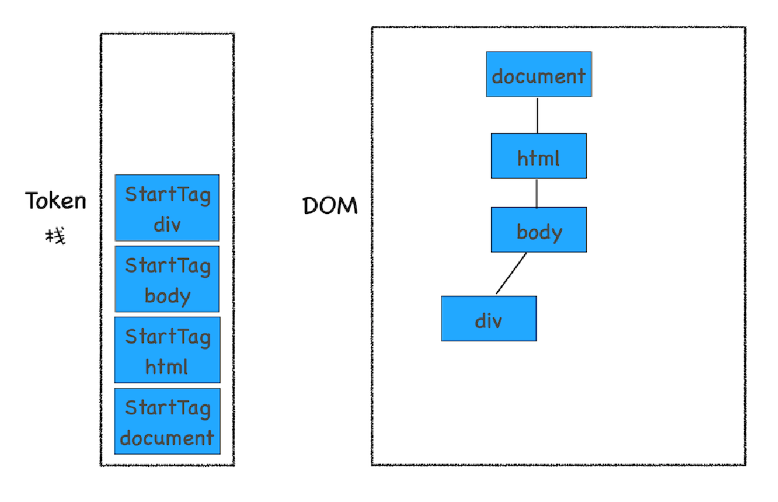 Token
栈
StartTag
div
StartTag
body
StartTag
html
StartTag
document
DOM
document
html
body
div